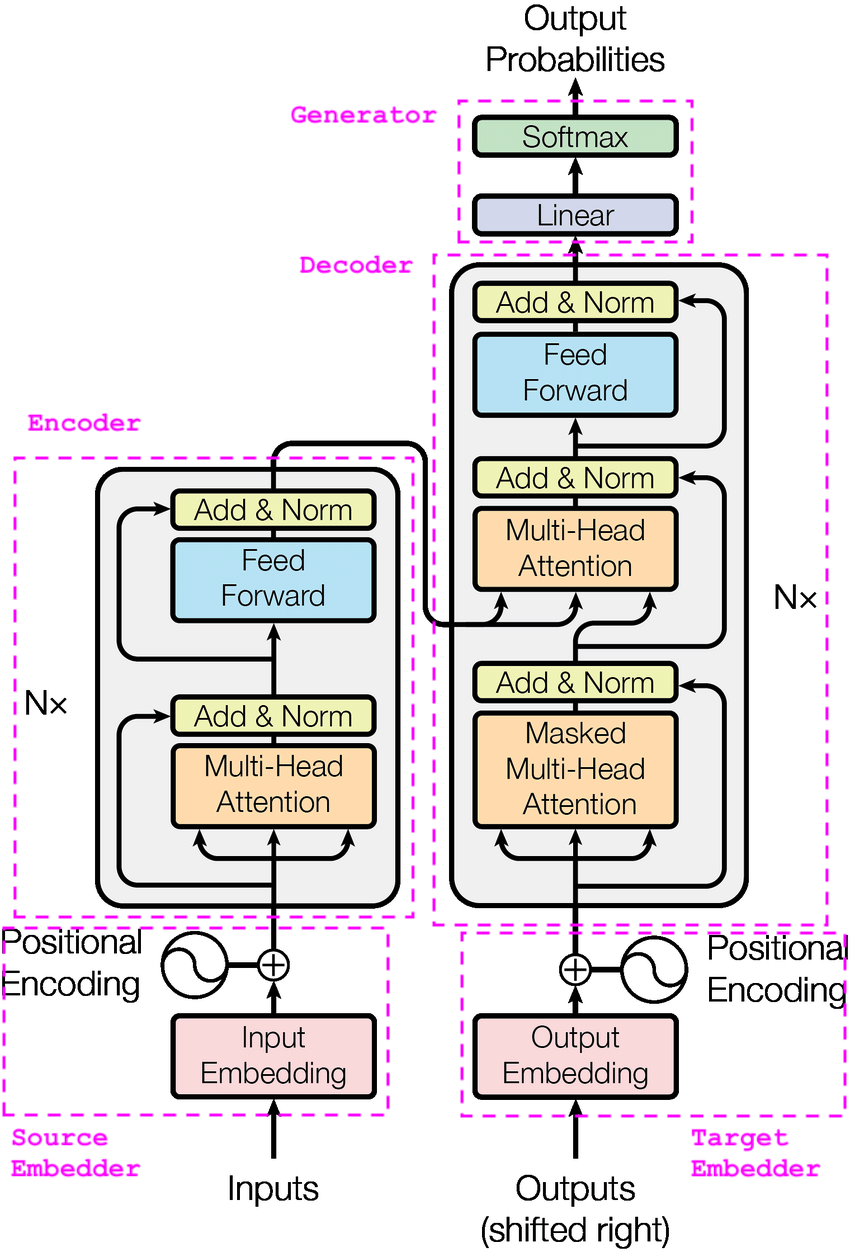 Output
Probabilities
Generator
Softmax
Linear
Decoder
Add & Norm
Feed
Forward
Add & Norm
Multi-Head
Attention
N×
Add & Norm
Masked
Multi-Head
Attention
Encoder
Add & Norm
Feed
Forward
N×
Add & Norm
Multi-Head
Attention
Positional
Encoding
Input
Embedding
Source
Embedder
Inputs
Positional
Encoding
Output
Embedding
Target
Embedder
Outputs
(shifted right)